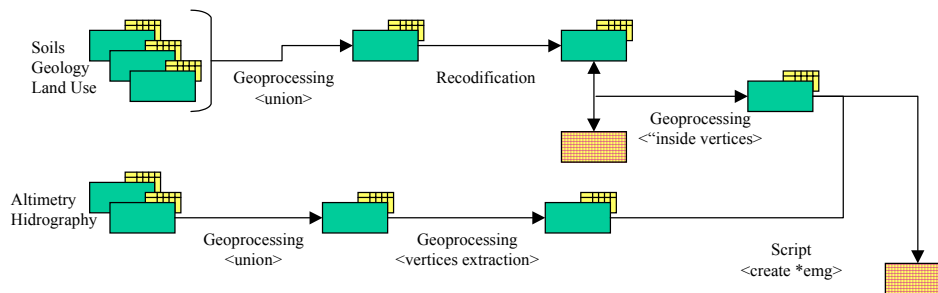 Soils
Geology
Land Use
Geoprocessing
<union>
Recodification
Geoprocessing
<“inside vertices>
Altimetry
Hidrography
Geoprocessing
<union>
Geoprocessing
<vertices extraction>
Script
<create *emg>